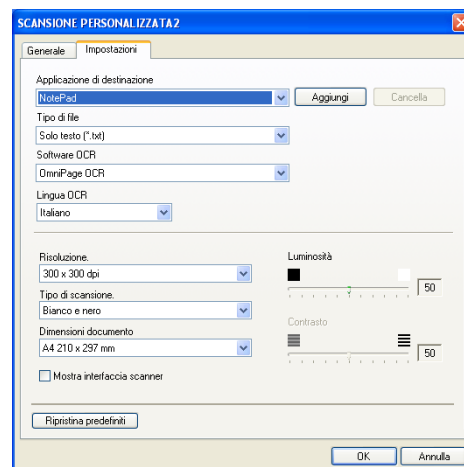 SCANSIONE PERSONALIZZATA2
Generale Impostazioni
Applicazione di destinazione
NotePad Aggiungi Cancella
Tipo di file
Solo testo (*.txt)
Software OCR
OmniPage OCR
Lingua OCR
Italiano
Risoluzione. Luminosità
300 x 300 dpi
50
Tipo di scansione.
Bianco e nero
Contrasto
Dimensioni documento
A4 210 x 297 mm
50
Mostra interfaccia scanner
Ripristina predefiniti
OK Annulla